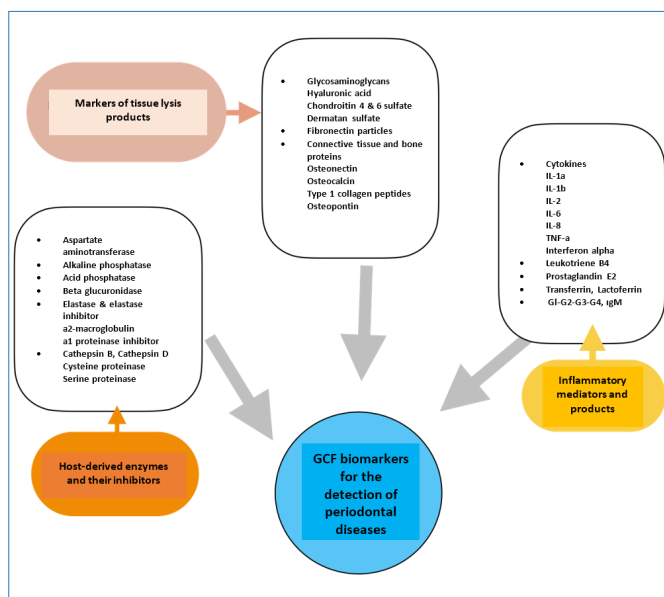 Markers of tissue lysis
products
Glycosaminoglycans
Hyaluronic acid
Chondroitin 4 & 6 sulfate
Dermatan sulfate
Fibronectin particles
Connective tissue and bone
proteins
Osteonectin
Osteocalcin
Type 1 collagen peptides
Osteopontin
Cytokines
IL-1a
IL-1b
IL-2
IL-6
IL-8
TNF-a
Interferon alpha
Leukotriene B4
Prostaglandin E2
Transferrin, Lactoferrin
Gl-G2-G3-G4, IgM
Inflammatory
mediators and
products
Aspartate
aminotransferase
Alkaline phosphatase
Acid phosphatase
Beta glucuronidase
Elastase & elastase
inhibitor
a2-macroglobulin
a1 proteinase inhibitor
Cathepsin B, Cathepsin D
Cysteine proteinase
Serine proteinase
Host-derived enzymes
and their inhibitors
GCF biomarkers
for the
detection of
periodontal
diseases